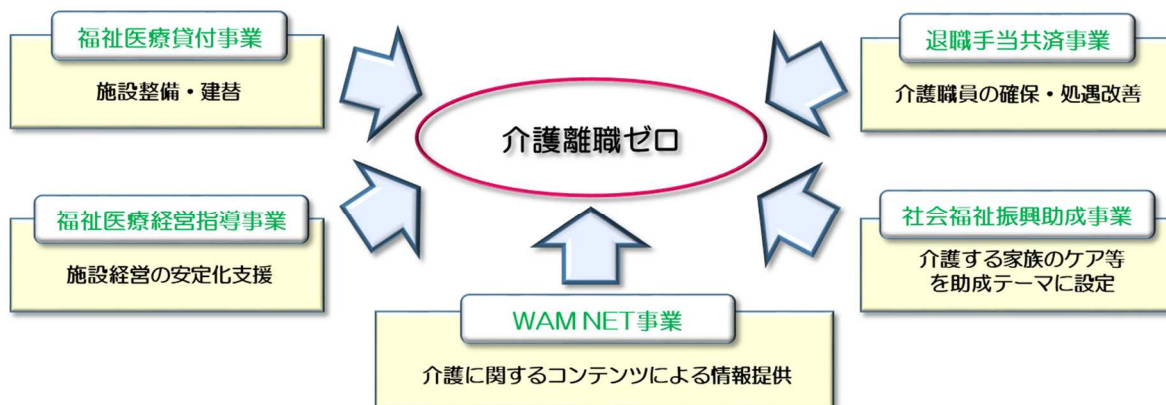 福祉医療貸付事業
施設整備・建替
退職手当共済事業
介護職員の確保・処遇改善
介護離職ゼロ
福祉医療経営指導事業
施設経営の安定化支援
社会福祉振興助成事業
介護する家族のケア等
を助成テーマに設定
WAM NET事業
介護に関するコンテンツによる情報提供